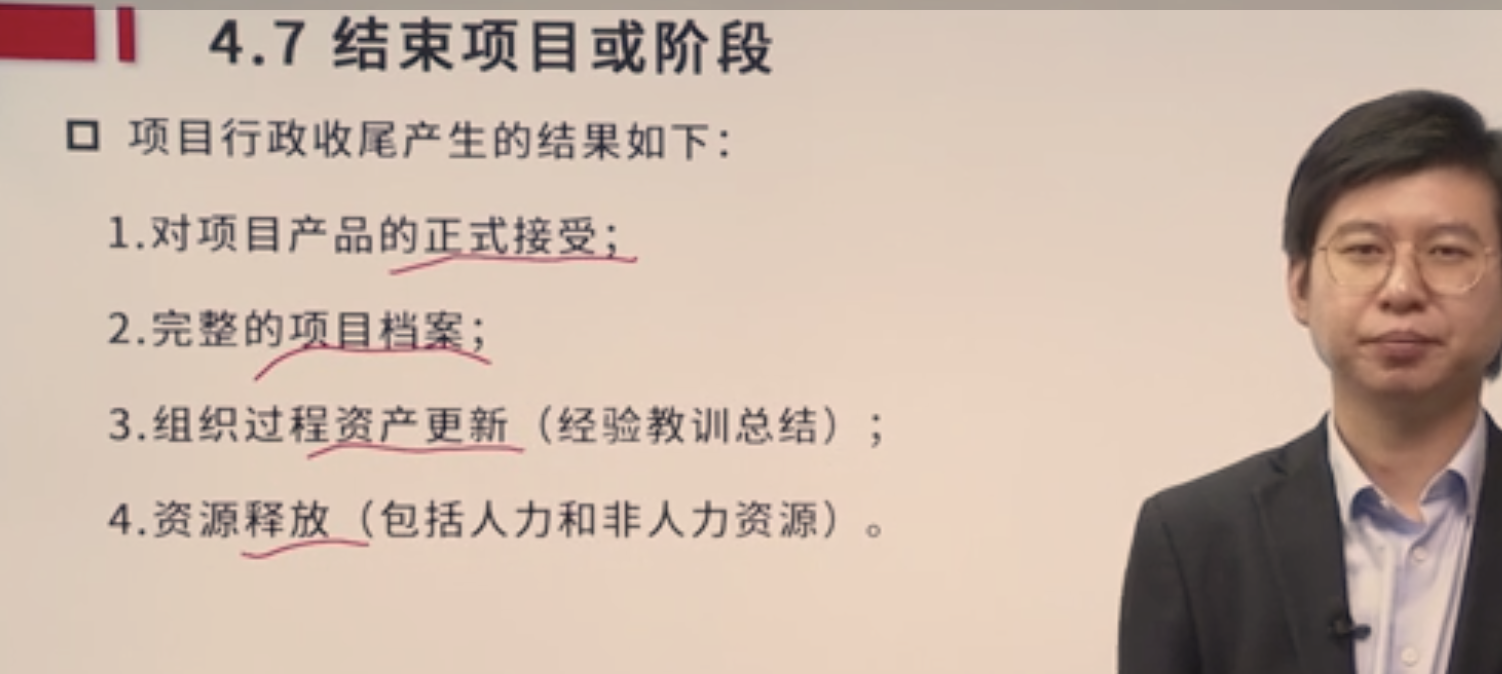 4.7 结束项目或阶段
项目行政收尾产生的结果如下：
1.对项目产品的正式接受；
2.完整的项目档案；
3.组织过程资产更新（经验教训总结）；
4.资源释放（包括人力和非人力资源）。